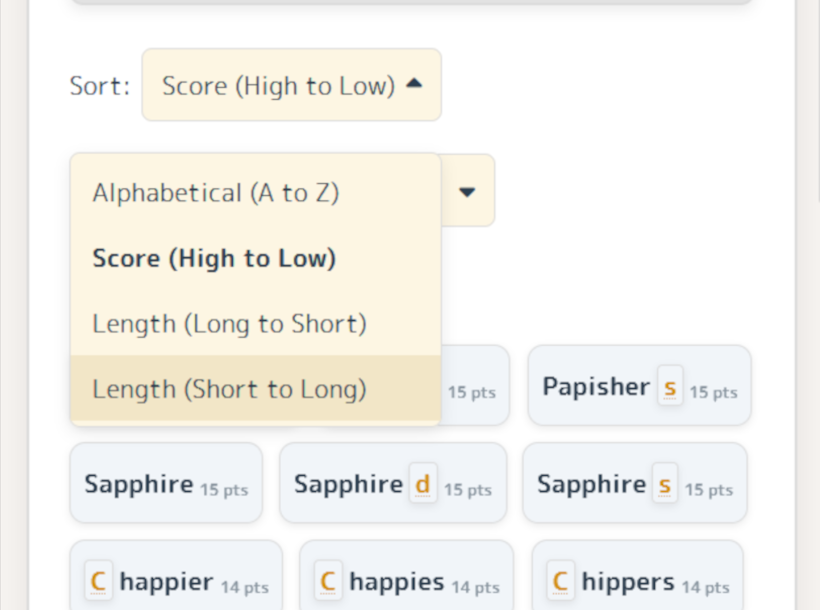 Sort: Score (High to Low)
Alphabetical (A to Z)
Score (High to Low)
Length (Long to Short)
Length (Short to Long)
15 pts Papisher s 15 pts
Sapphire 15 pts Sapphire d 15 pts Sapphire s 15 pts
C happier 14 pts C happies 14 pts C hippers 14 pts